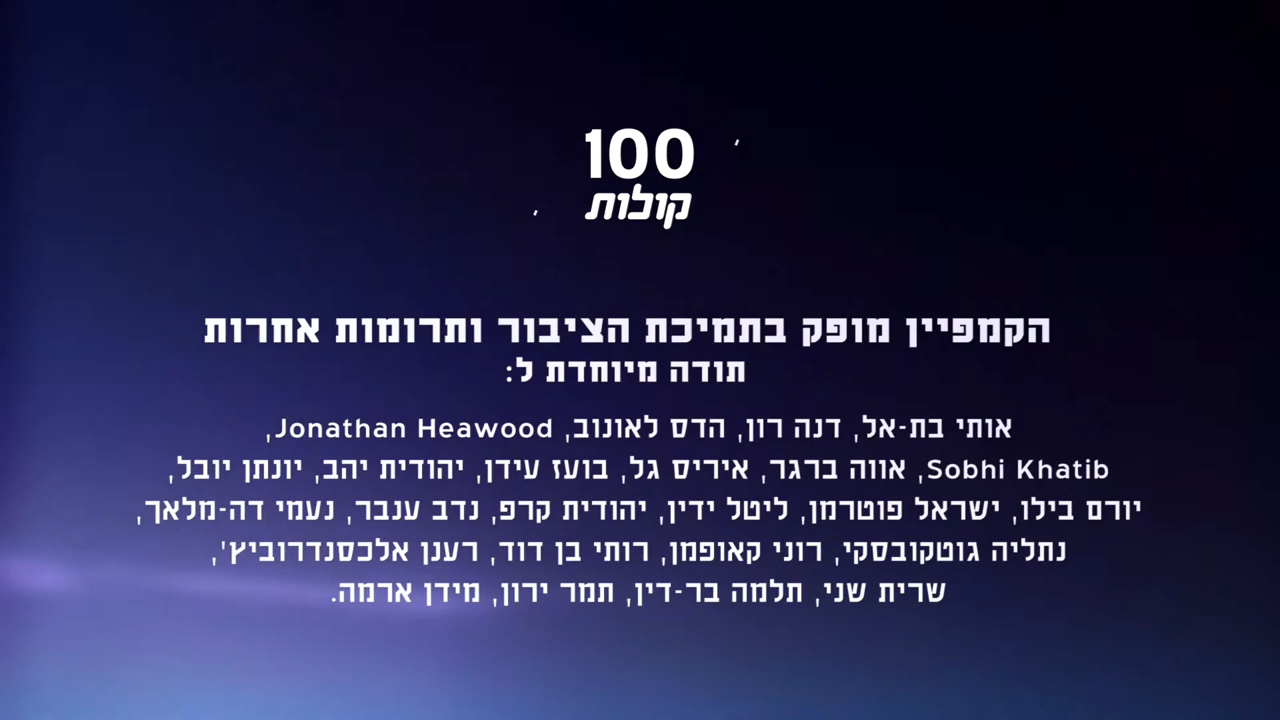 100
קולות
הקמפיין מופק בתמיכת הציבור ותרומות אחרות
תודה מיוחדת ל:
אותי בת-אל, דנה רון, הדס לאונוב, Jonathan Heawood,
Sobhi Khatib, אווה ברגר, איריס גל, בועז עידן, יהודית יהב, יונתן יובל,
יורם בילו, ישראל פוטרמן, ליטל ידין, יהודית קרפ, נדב ענבר, נעמי דה-מלאך,
נתליה גוטקובסקי, רוני קאופמן, רותי בן דוד, רענן אלכסנדרוביץ',
שרית שני, תלמה בר-דין, תמר ירון, מידן ארמה.